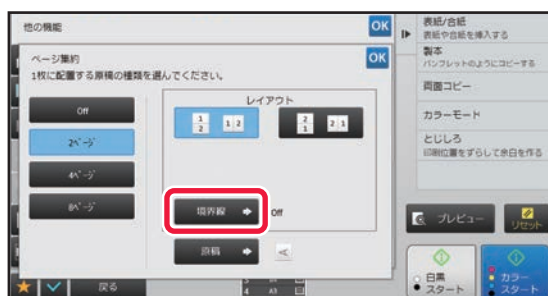 他の機能
OK
ページ集約
OK
1枚に配置する原稿の種類を選んでください。
Off
2ページ
4ページ
8ページ
レイアウト
1
2
1 2
2
1
2 1
境界線
Off
原稿
戻る
4 A3
表紙/合紙
表紙や合紙を挿入する
製本
パンフレットのようにコピーする
両面コピー
カラーモード
とじしろ
印刷位置をずらして余白を作る
プレビュー
リセット
白黒
スタート
カラー
スタート